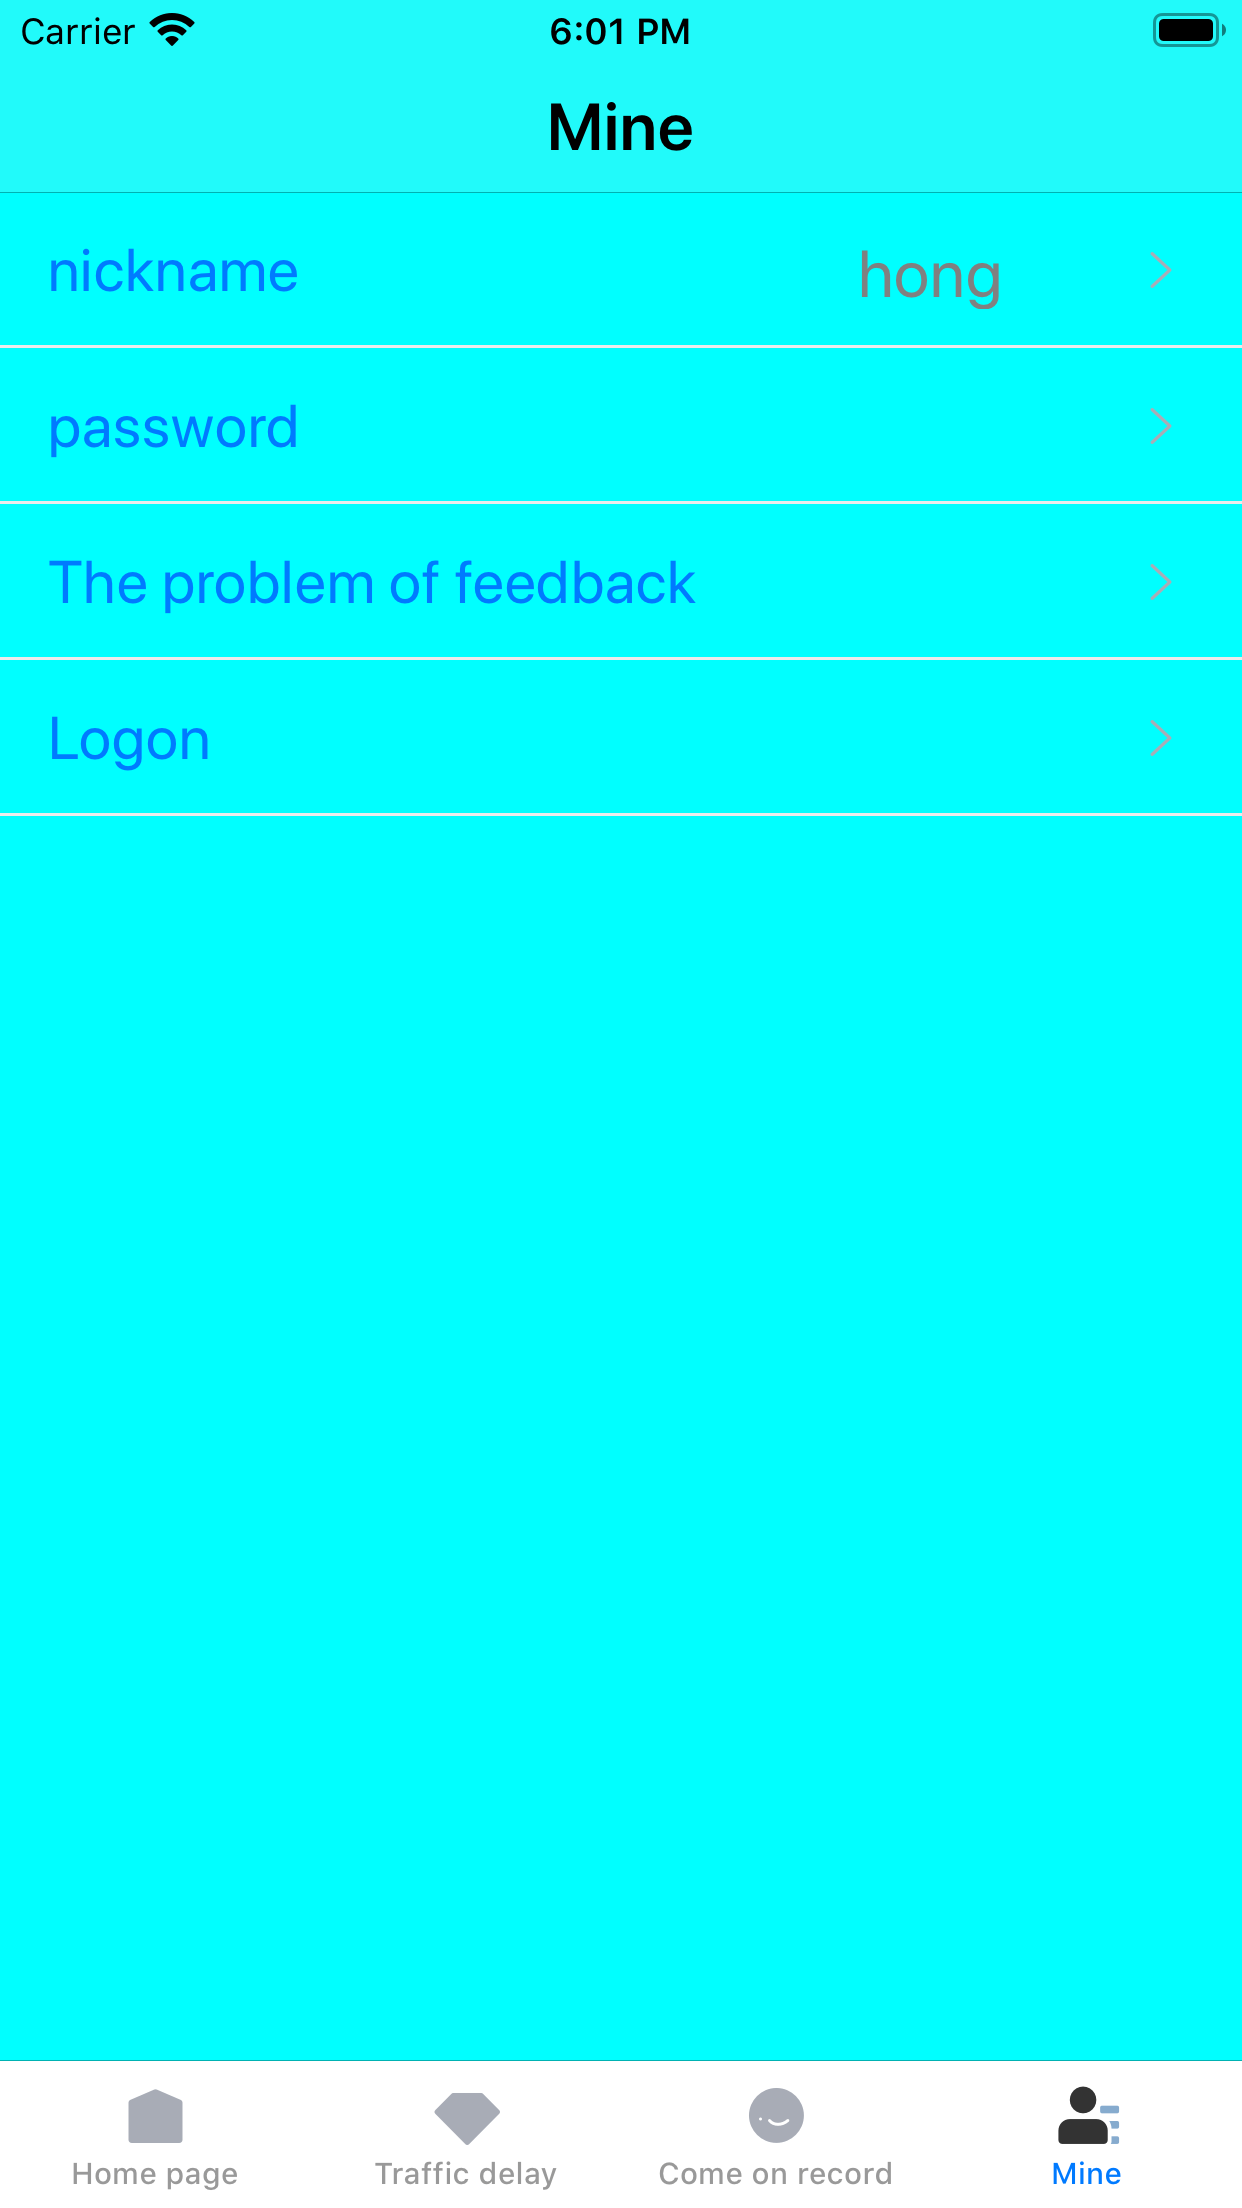 Carrier 6:01 PM
Mine
nickname hong
password
The problem of feedback
Logon
Home page Traffic delay Come on record Mine